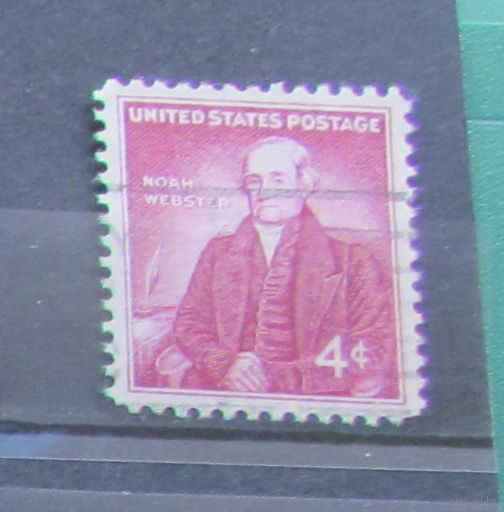 UNITED STATES POSTAGE
NOAH
WEBSTER
4¢